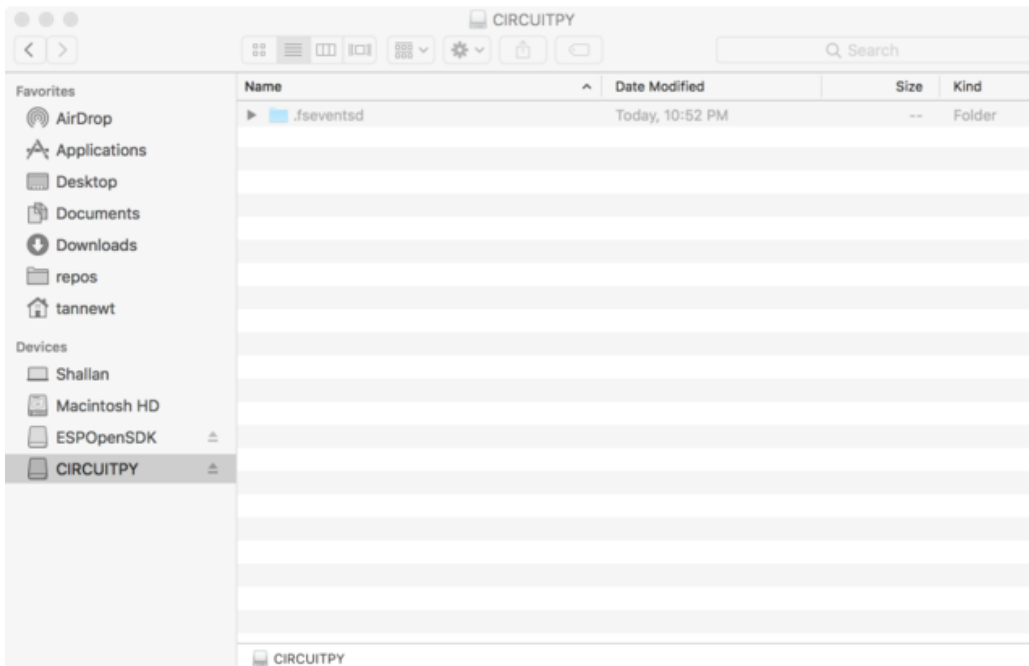 CIRCUITPY
Search
Favorites
AirDrop
Applications
Desktop
Documents
Downloads
repos
tannewt
Devices
Shallan
Macintosh HD
ESPOpenSDK
CIRCUITPY
Name Date Modified Size Kind
.fseventsd Today, 10:52 PM -- Folder
CIRCUITPY